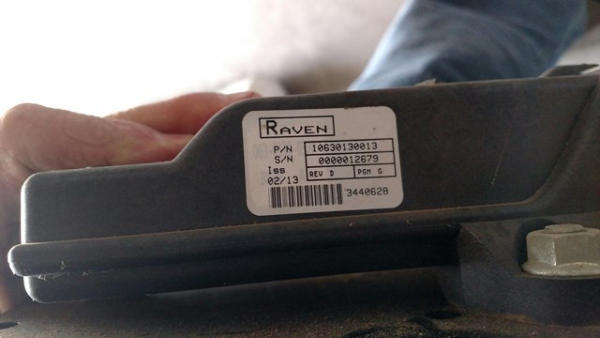 RAVEN
P/N 10630130013
S/N 0000012679
Iss REV D PGM G
02/13
3440628